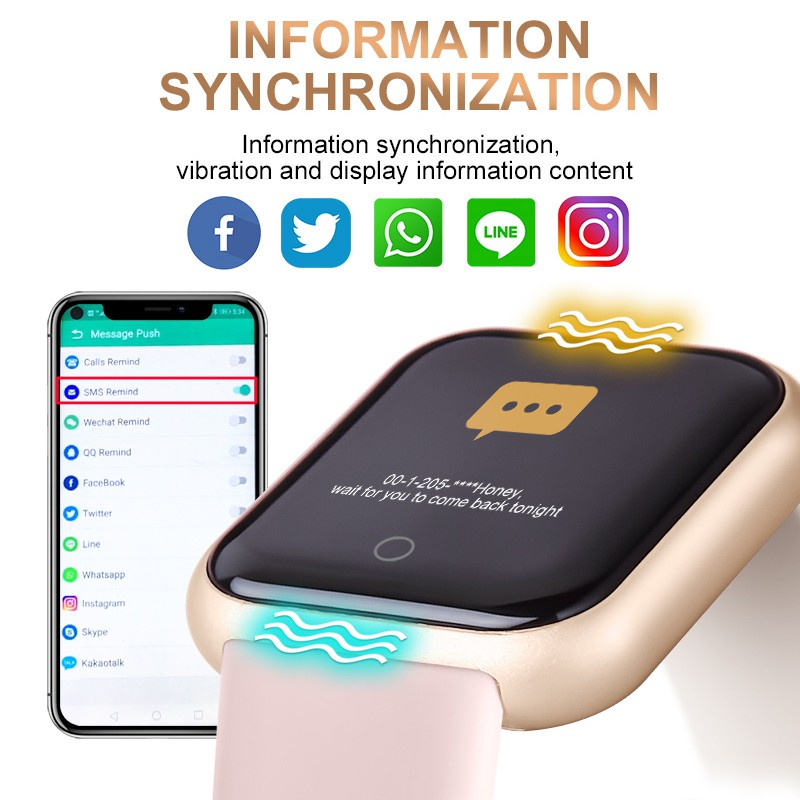 INFORMATION
SYNCHRONIZATION
Information synchronization,
vibration and display information content
f
LINE
5:34
Message Push
Calls Remind
SMS Remind
Wechat Remind
QQ Remind
FaceBook
Twitter
Line
Whatsapp
Instagram
Skype
TALK Kakaotalk
00-1-205-****Honey,
wait for you to come back tonight